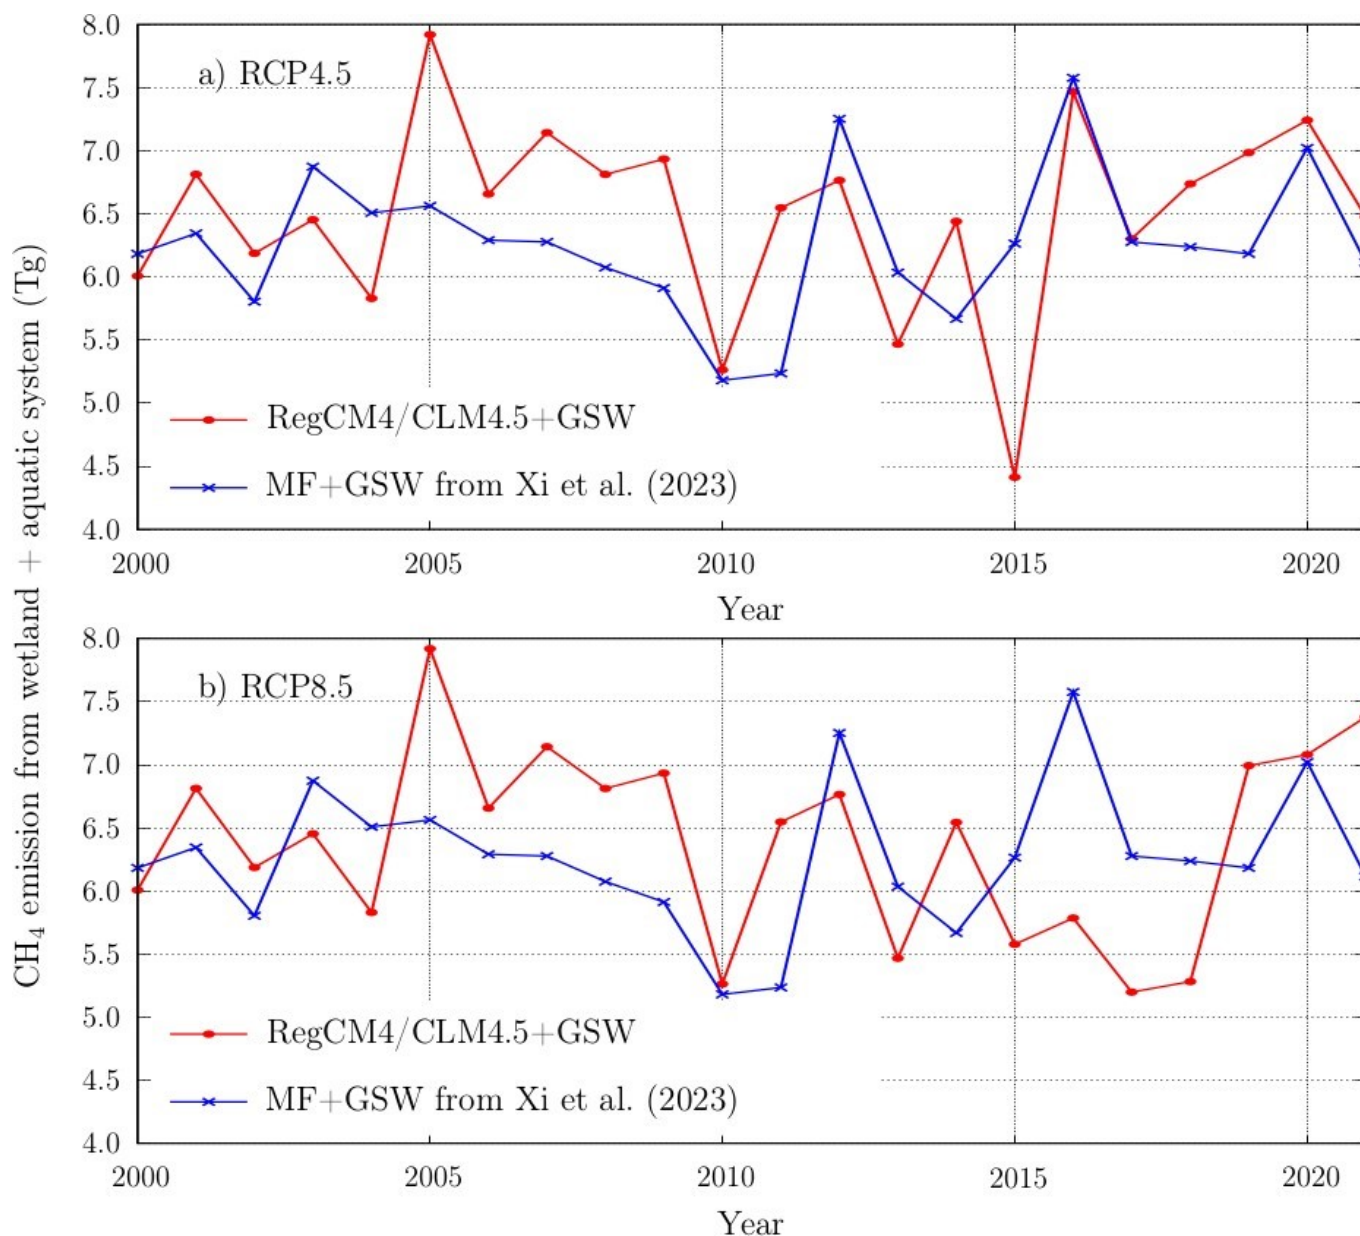 CH₄ emission from wetland + aquatic system (Tg)
8.0
7.5
7.0
6.5
6.0
5.5
5.0
4.5
4.0
a) RCP4.5
RegCM4/CLM4.5+GSW
MF+GSW from Xi et al. (2023)
2000 2005 2010 2015 2020
Year
8.0
7.5
7.0
6.5
6.0
5.5
5.0
4.5
4.0
b) RCP8.5
RegCM4/CLM4.5+GSW
MF+GSW from Xi et al. (2023)
2000 2005 2010 2015 2020
Year